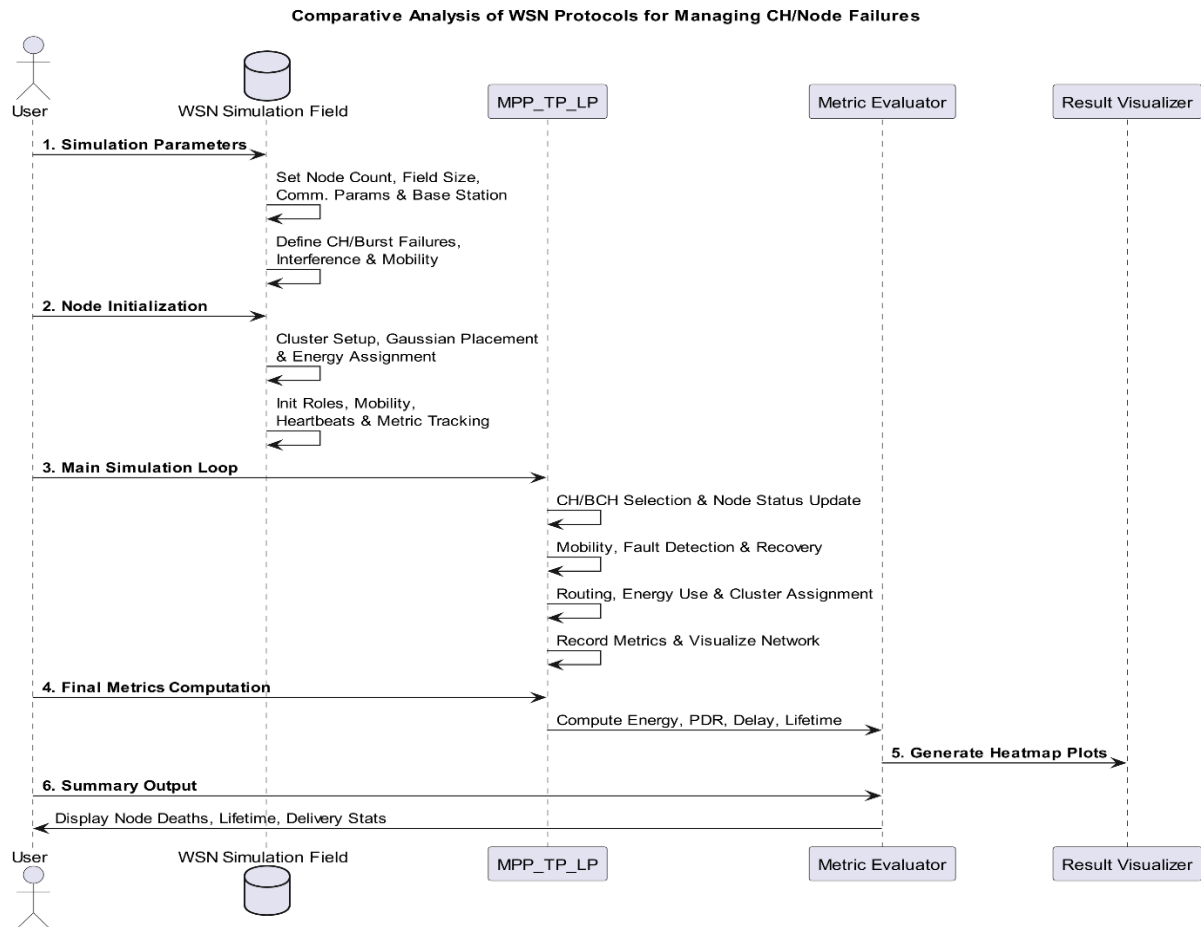 Comparative Analysis of WSN Protocols for Managing CH/Node Failures
User
WSN Simulation Field
MPP_TP_LP
Metric Evaluator
Result Visualizer
1. Simulation Parameters
Set Node Count, Field Size,
Comm. Params & Base Station
Define CH/Burst Failures,
Interference & Mobility
2. Node Initialization
Cluster Setup, Gaussian Placement
& Energy Assignment
Init Roles, Mobility,
Heartbeats & Metric Tracking
3. Main Simulation Loop
CH/BCH Selection & Node Status Update
Mobility, Fault Detection & Recovery
Routing, Energy Use & Cluster Assignment
Record Metrics & Visualize Network
4. Final Metrics Computation
Compute Energy, PDR, Delay, Lifetime
5. Generate Heatmap Plots
6. Summary Output
Display Node Deaths, Lifetime, Delivery Stats
User
WSN Simulation Field
MPP_TP_LP
Metric Evaluator
Result Visualizer